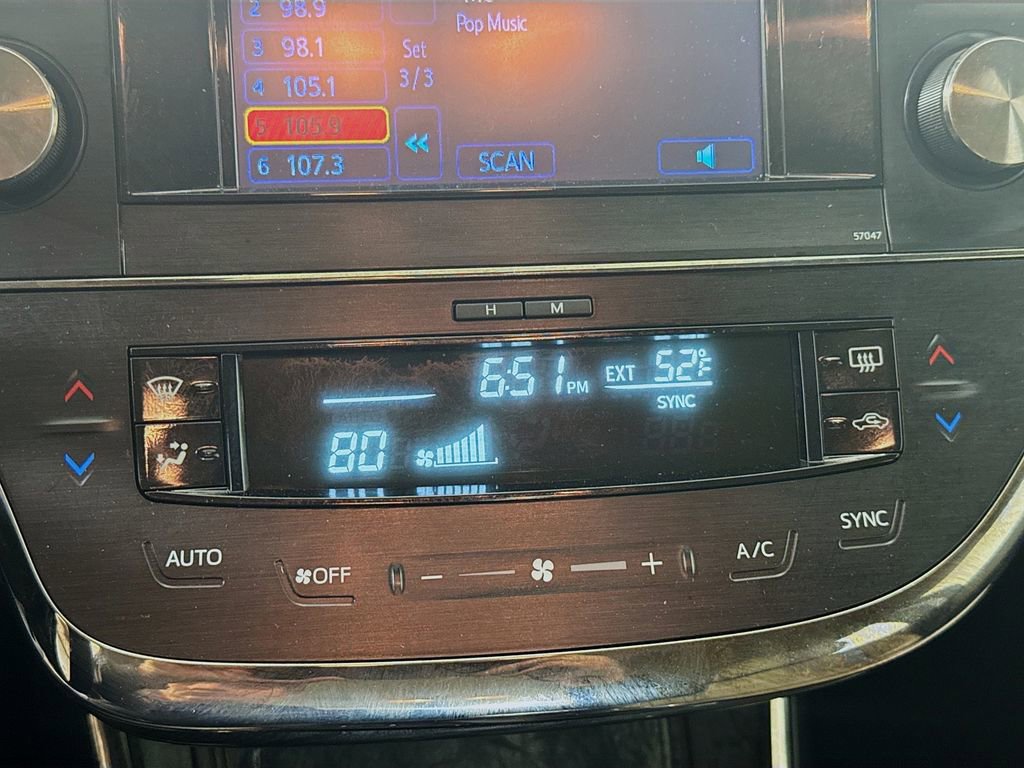 2 98.9
Pop Music
3 98.1
Set
3/3
4 105.1
5 105.9
6 107.3
SCAN
57047
H M
6:51 PM
EXT 52°F
SYNC
80
AUTO
OFF
- +
A/C
SYNC